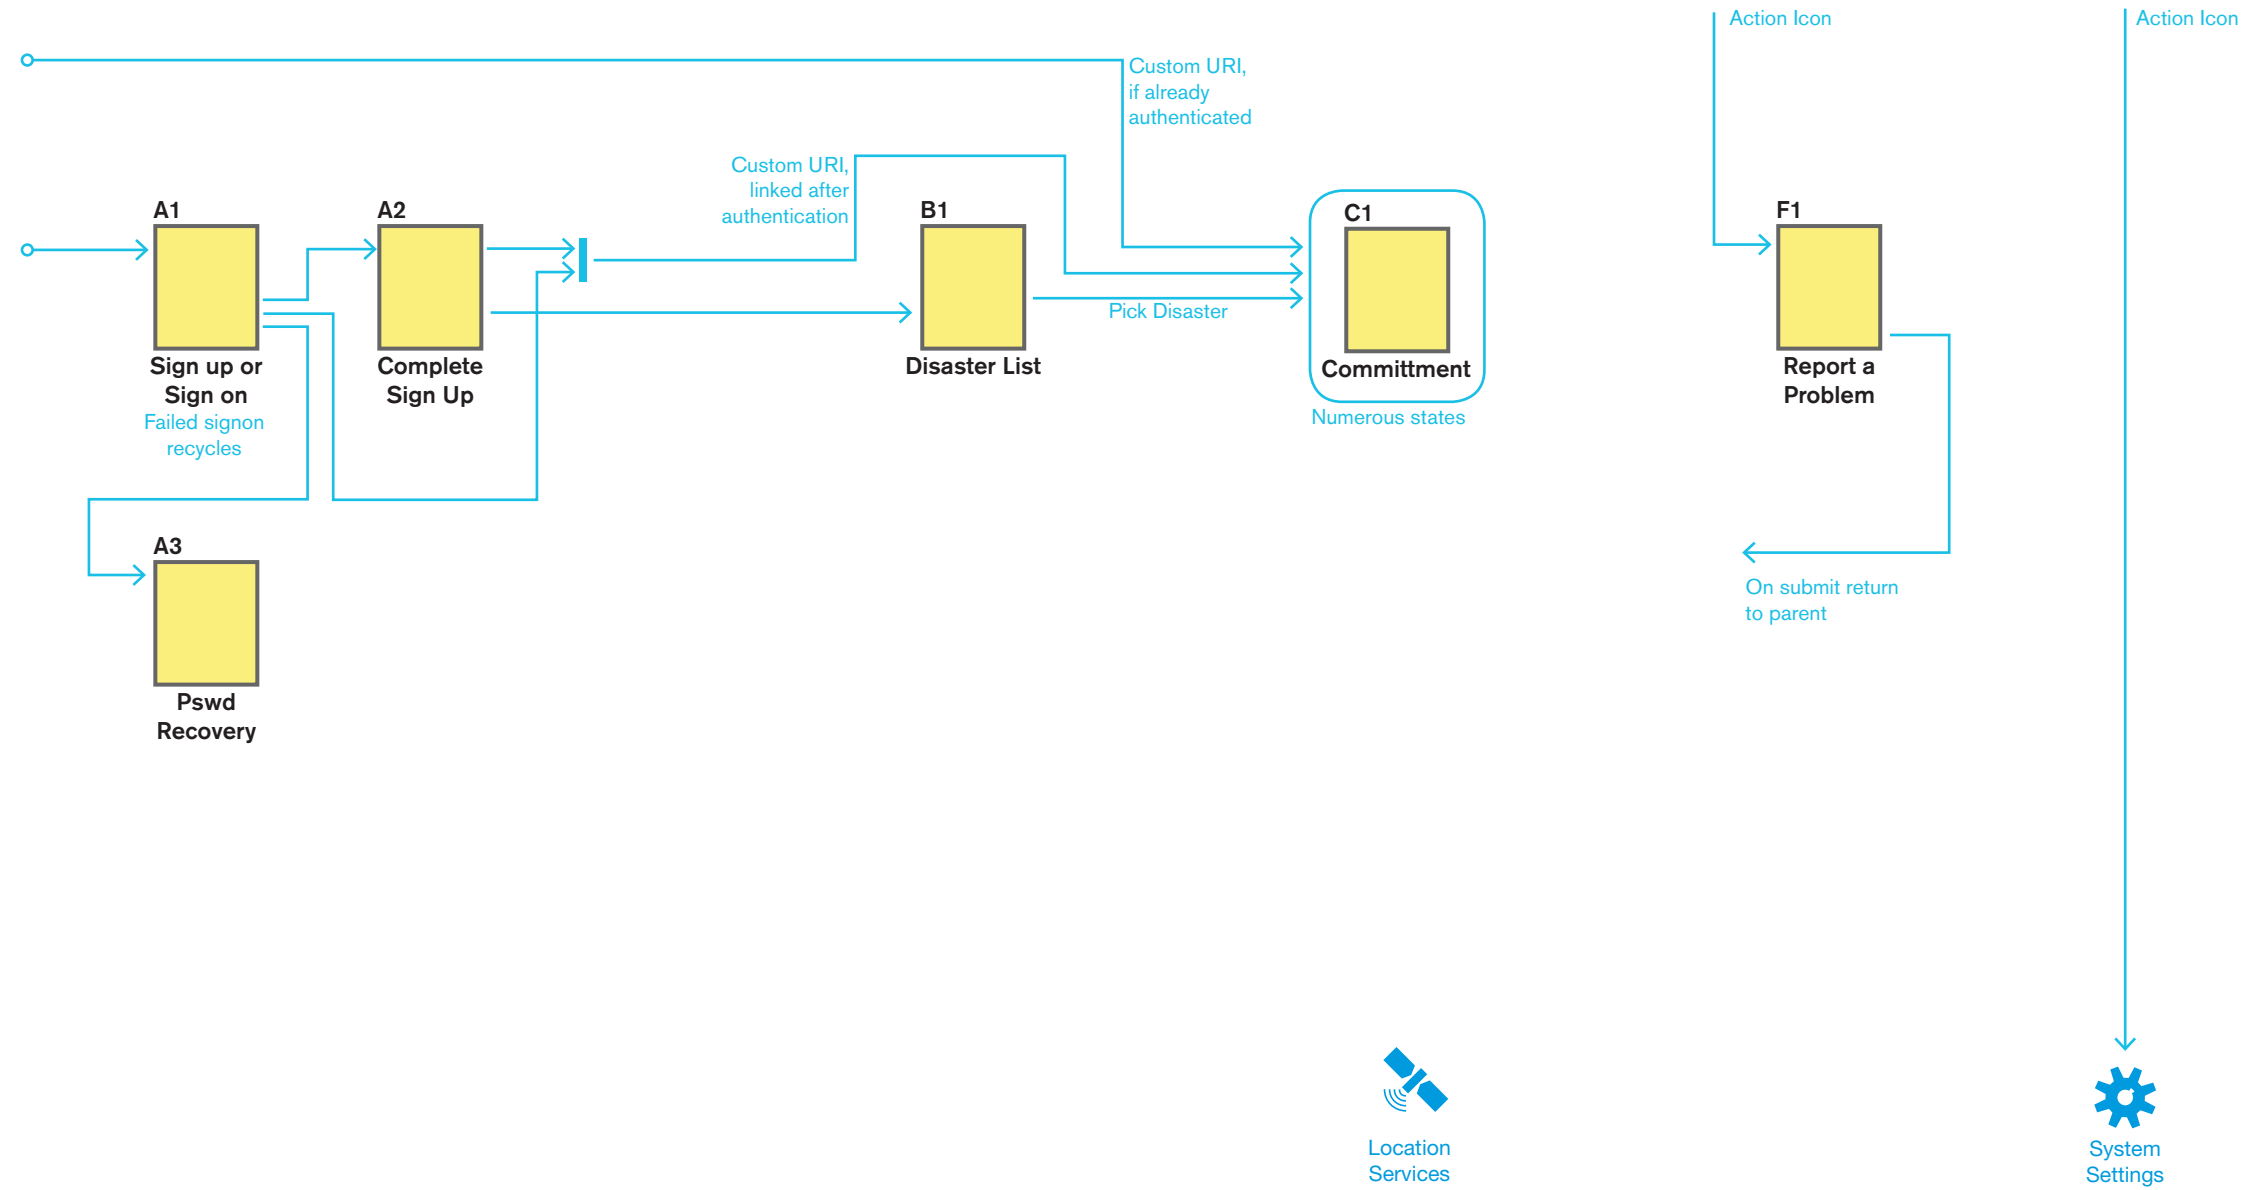 Action Icon
Action Icon
Custom URI,
if already
authenticated
Custom URI,
linked after
authentication
A1
A2
B1
C1
F1
Pick Disaster
Sign up or
Sign on
Failed signon
recycles
Complete
Sign Up
Disaster List
Committment
Numerous states
Report a
Problem
A3
Pswd
Recovery
On submit return
to parent
Location
Services
System
Settings